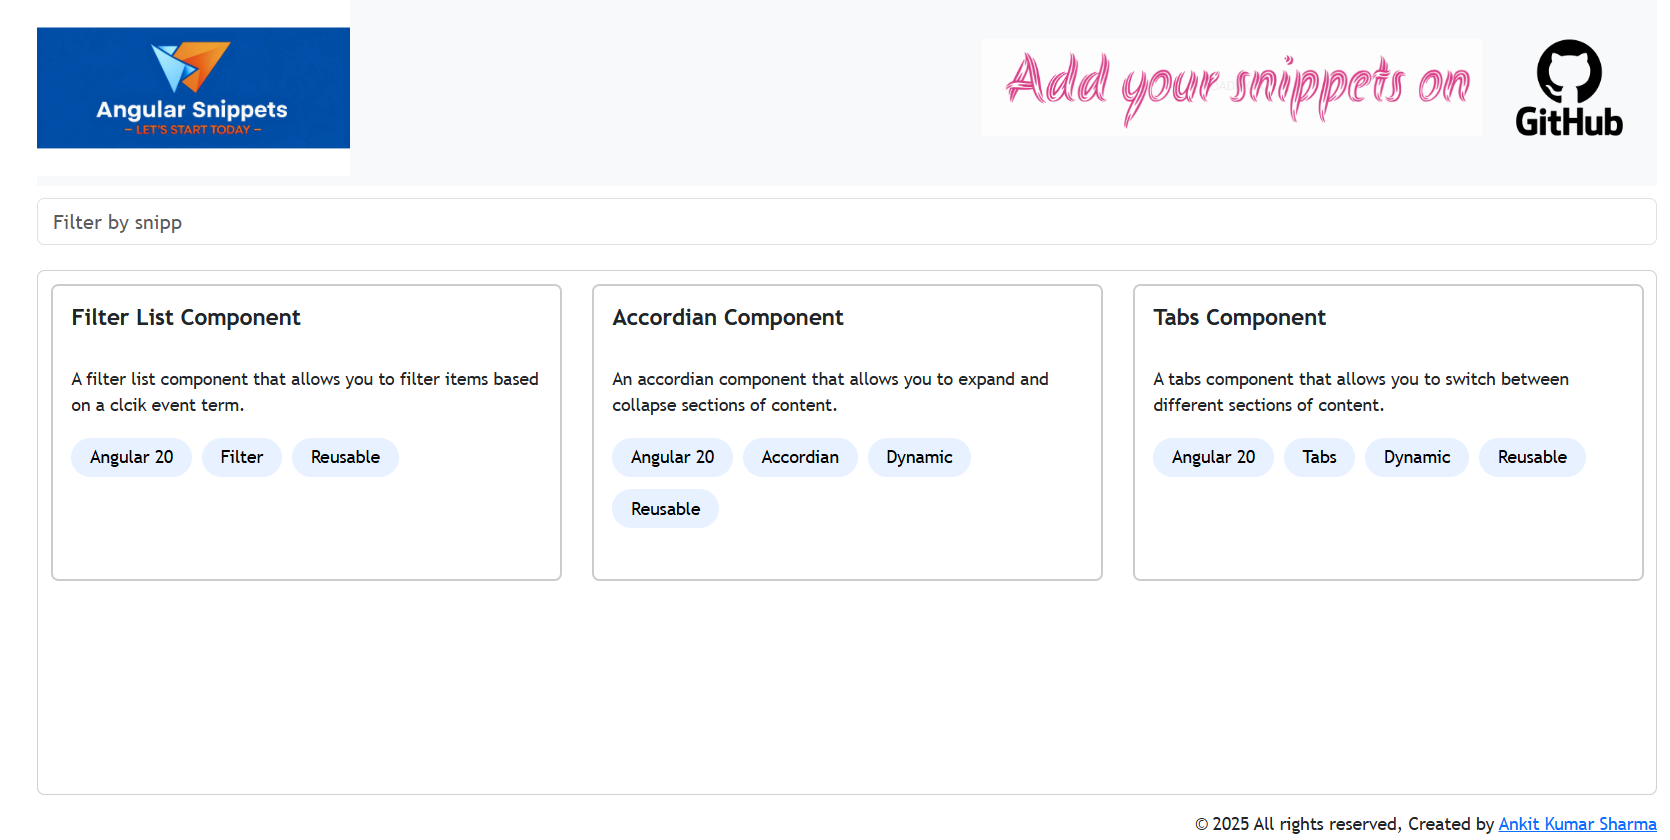 Angular Snippets
– LET'S START TODAY –
Add your snippets on
GitHub
Filter by snipp
Filter List Component
A filter list component that allows you to filter items based
on a clcik event term.
Angular 20
Filter
Reusable
Accordian Component
An accordian component that allows you to expand and
collapse sections of content.
Angular 20
Accordian
Dynamic
Reusable
Tabs Component
A tabs component that allows you to switch between
different sections of content.
Angular 20
Tabs
Dynamic
Reusable
© 2025 All rights reserved, Created by Ankit Kumar Sharma